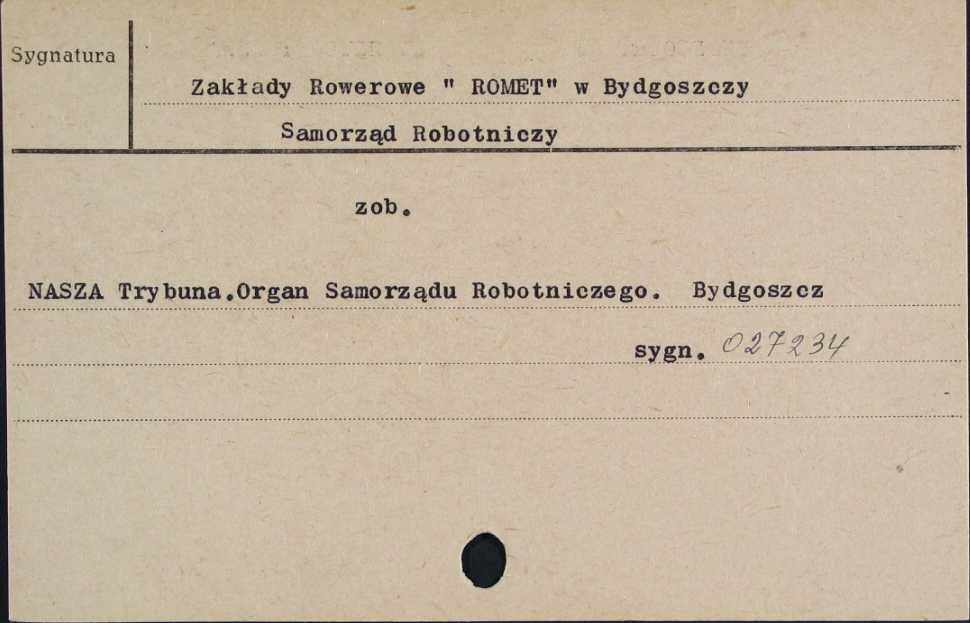 Sygnatura
Zakłady Rowerowe " ROMET" w Bydgoszczy
Samorząd Robotniczy
zob.
NASZA Trybuna.Organ Samorządu Robotniczego. Bydgoszcz
sygn. 027234